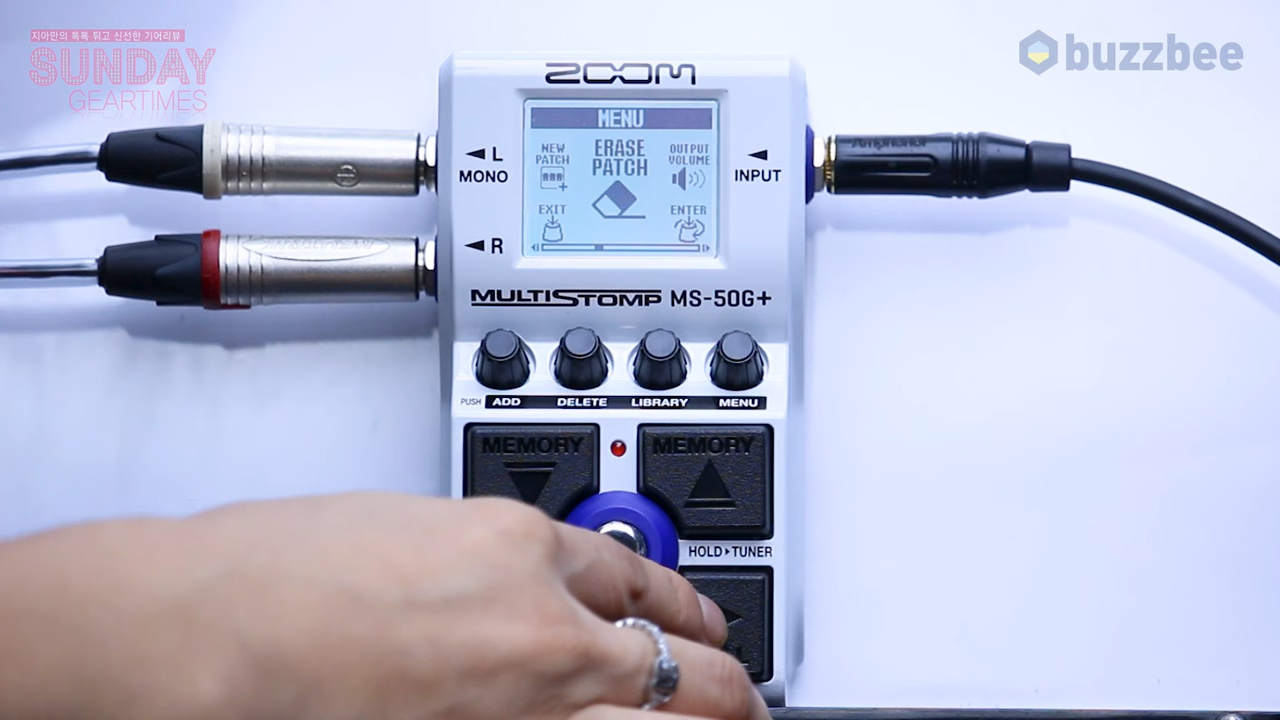 지아만의 톡톡 튀고 신선한 기어리뷰
SUNDAY
GEARTIMES
buzzbee
ZOOM
MENU
NEW
PATCH
ERASE
PATCH
OUTPUT
VOLUME
EXIT
ENTER
L
MONO
R
INPUT
Amphenol
MULTISTOMP MS-50G+
PUSH ADD DELETE LIBRARY MENU
MEMORY
MEMORY
HOLD▸TUNER